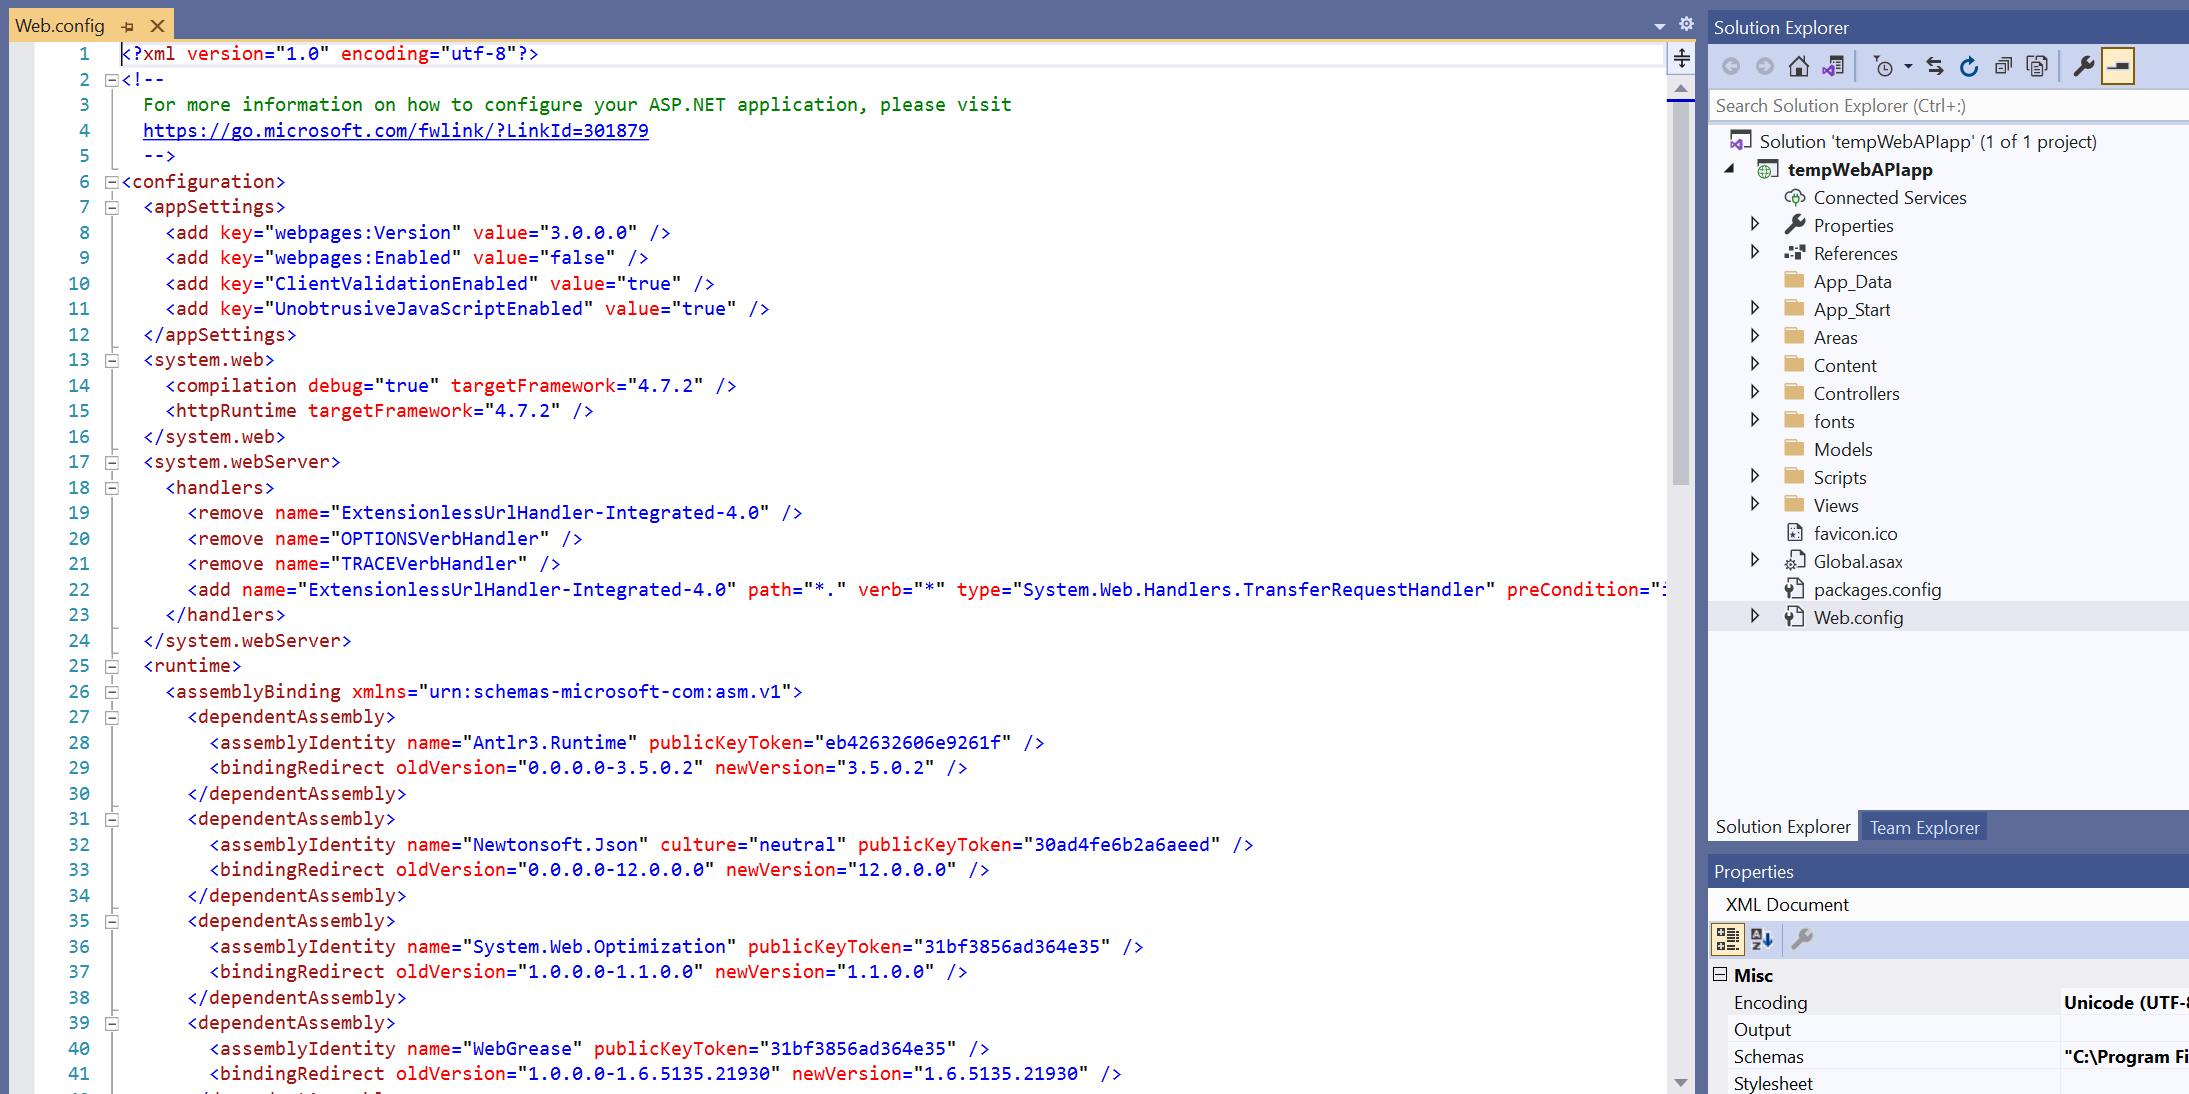 Web.config
1 <?xml version="1.0" encoding="utf-8"?>
2 <!--
3 For more information on how to configure your ASP.NET application, please visit
4 https://go.microsoft.com/fwlink/?LinkId=301879
5 -->
6 <configuration>
7 <appSettings>
8 <add key="webpages:Version" value="3.0.0.0" />
9 <add key="webpages:Enabled" value="false" />
10 <add key="ClientValidationEnabled" value="true" />
11 <add key="UnobtrusiveJavaScriptEnabled" value="true" />
12 </appSettings>
13 <system.web>
14 <compilation debug="true" targetFramework="4.7.2" />
15 <httpRuntime targetFramework="4.7.2" />
16 </system.web>
17 <system.webServer>
18 <handlers>
19 <remove name="ExtensionlessUrlHandler-Integrated-4.0" />
20 <remove name="OPTIONSVerbHandler" />
21 <remove name="TRACEVerbHandler" />
22 <add name="ExtensionlessUrlHandler-Integrated-4.0" path="*." verb="*" type="System.Web.Handlers.TransferRequestHandler" preCondition="i
23 </handlers>
24 </system.webServer>
25 <runtime>
26 <assemblyBinding xmlns="urn:schemas-microsoft-com:asm.v1">
27 <dependentAssembly>
28 <assemblyIdentity name="Antlr3.Runtime" publicKeyToken="eb42632606e9261f" />
29 <bindingRedirect oldVersion="0.0.0.0-3.5.0.2" newVersion="3.5.0.2" />
30 </dependentAssembly>
31 <dependentAssembly>
32 <assemblyIdentity name="Newtonsoft.Json" culture="neutral" publicKeyToken="30ad4fe6b2a6aeed" />
33 <bindingRedirect oldVersion="0.0.0.0-12.0.0.0" newVersion="12.0.0.0" />
34 </dependentAssembly>
35 <dependentAssembly>
36 <assemblyIdentity name="System.Web.Optimization" publicKeyToken="31bf3856ad364e35" />
37 <bindingRedirect oldVersion="1.0.0.0-1.1.0.0" newVersion="1.1.0.0" />
38 </dependentAssembly>
39 <dependentAssembly>
40 <assemblyIdentity name="WebGrease" publicKeyToken="31bf3856ad364e35" />
41 <bindingRedirect oldVersion="1.0.0.0-1.6.5135.21930" newVersion="1.6.5135.21930" />
Solution Explorer
Search Solution Explorer (Ctrl+:)
Solution 'tempWebAPIapp' (1 of 1 project)
tempWebAPIapp
Connected Services
Properties
References
App_Data
App_Start
Areas
Content
Controllers
fonts
Models
Scripts
Views
favicon.ico
Global.asax
packages.config
Web.config
Solution Explorer Team Explorer
Properties
XML Document
Misc
Encoding Unicode (UTF-8
Output
Schemas "C:\Program Fi
Stylesheet